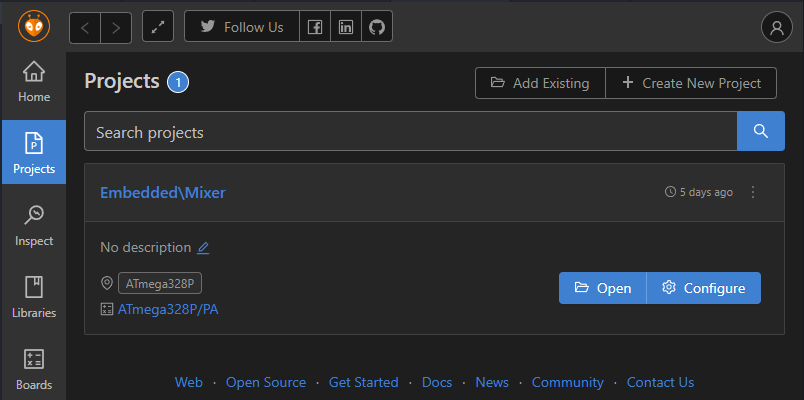 Follow Us
Home
Projects
Inspect
Libraries
Boards
Projects 1
Add Existing
Create New Project
Search projects
Embedded\Mixer
5 days ago
No description
ATmega328P
ATmega328P/PA
Open
Configure
Web · Open Source · Get Started · Docs · News · Community · Contact Us